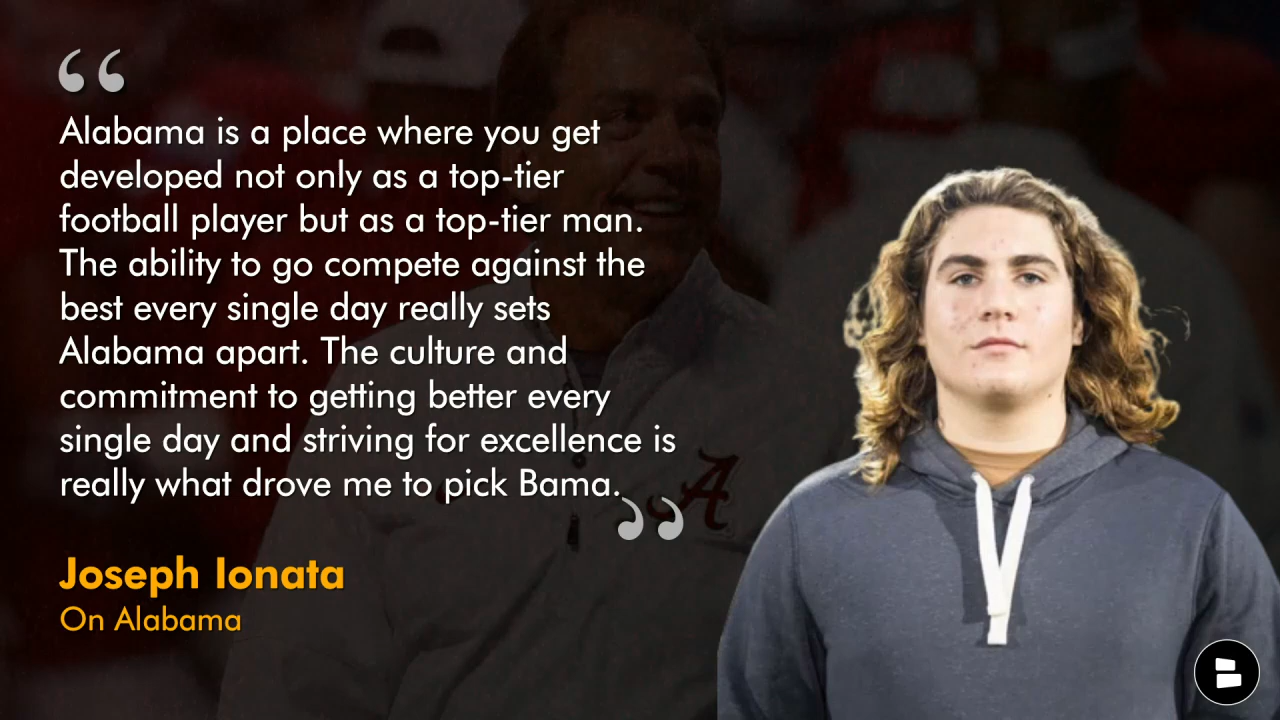 “
Alabama is a place where you get
developed not only as a top-tier
football player but as a top-tier man.
The ability to go compete against the
best every single day really sets
Alabama apart. The culture and
commitment to getting better every
single day and striving for excellence is
really what drove me to pick Bama.
”
A
Joseph Ionata
On Alabama